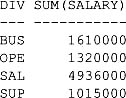 DIV SUM(SALARY)
--- -----------
BUS     1610000
OPE     1320000
SAL     4936000
SUP     1015000